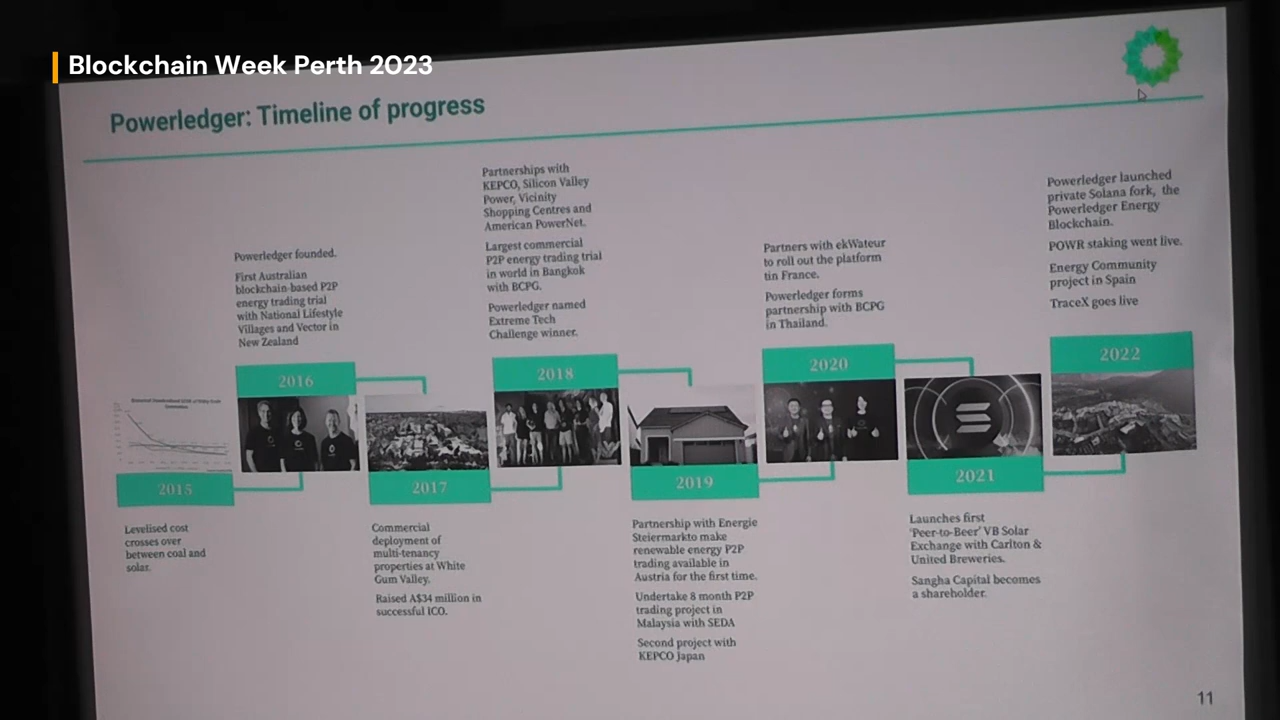 Blockchain Week Perth 2023
Powerledger: Timeline of progress
2015
Levelised cost
crosses over
between coal and
solar.
Powerledger founded.
First Australian
blockchain-based P2P
energy trading trial
with National Lifestyle
Villages and Vector in
New Zealand
2016
2017
Commercial
deployment of
multi-tenancy
properties at White
Gum Valley.
Raised A$34 million in
successful ICO.
Partnerships with
KEPCO, Silicon Valley
Power, Vicinity
Shopping Centres and
American PowerNet.
Largest commercial
P2P energy trading trial
in world in Bangkok
with BCPG.
Powerledger named
Extreme Tech
Challenge winner.
2018
2019
Partnership with Energie
Steiermarkto make
renewable energy P2P
trading available in
Austria for the first time.
Undertake 8 month P2P
trading project in
Malaysia with SEDA
Second project with
KEPCO Japan
Partners with ekWateur
to roll out the platform
tin France.
Powerledger forms
partnership with BCPG
in Thailand.
2020
2021
Launches first
'Peer-to-Beer' VB Solar
Exchange with Carlton &
United Breweries.
Sangha Capital becomes
a shareholder.
Powerledger launched
private Solana fork, the
Powerledger Energy
Blockchain.
POWR staking went live.
Energy Community
project in Spain
TraceX goes live
2022
11